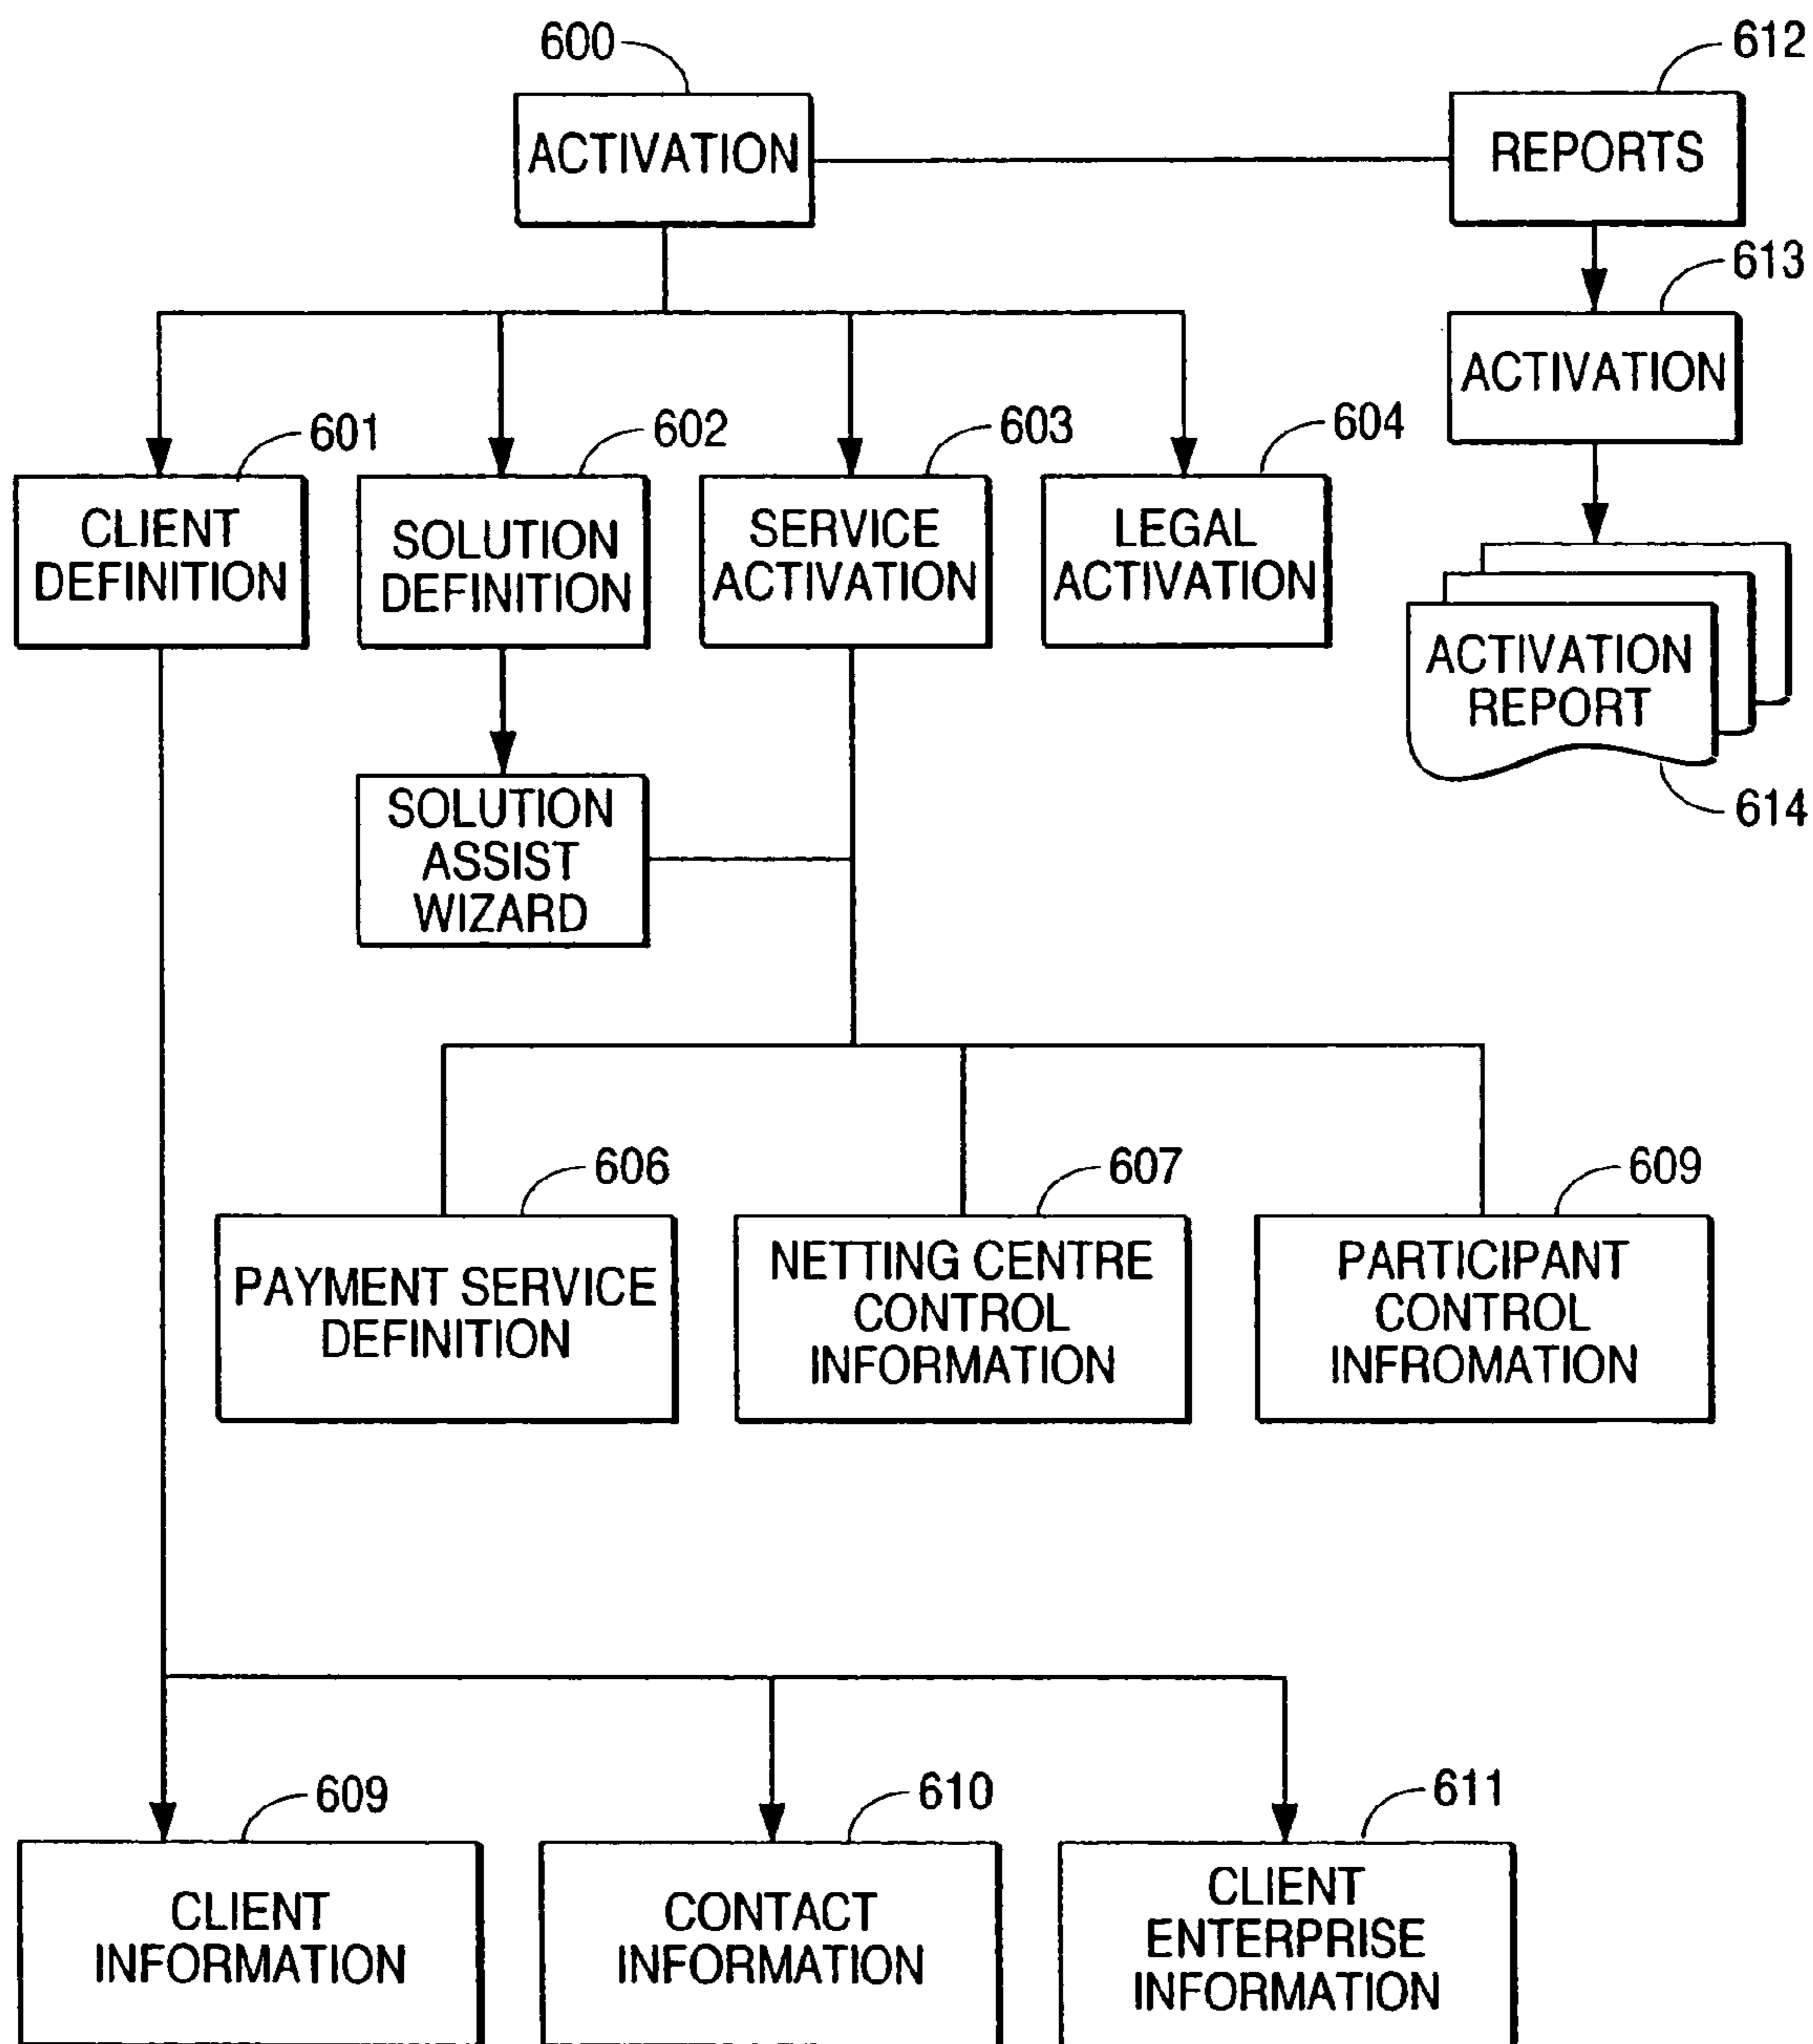 600
612
ACTIVATION
REPORTS
613
ACTIVATION
601
602
603
604
CLIENT
DEFINITION
SOLUTION
DEFINITION
SERVICE
ACTIVATION
LEGAL
ACTIVATION
ACTIVATION
REPORT
614
SOLUTION
ASSIST
WIZARD
606
607
609
PAYMENT SERVICE
DEFINITION
NETTING CENTRE
CONTROL
INFORMATION
PARTICIPANT
CONTROL
INFROMATION
609
610
611
CLIENT
INFORMATION
CONTACT
INFORMATION
CLIENT
ENTERPRISE
INFORMATION